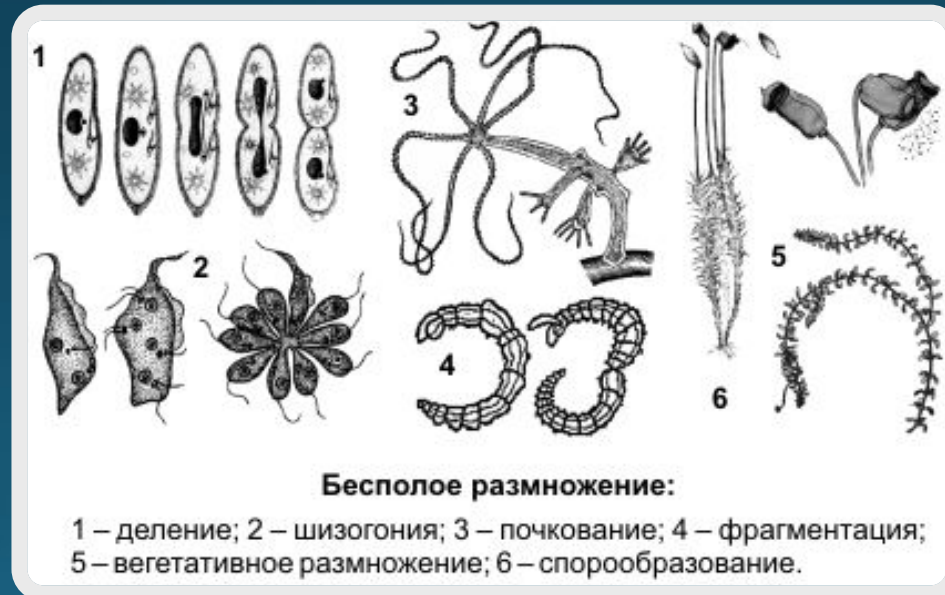 1
2
3
4
5
6
Бесполое размножение:
1 – деление; 2 – шизогония; 3 – почкование; 4 – фрагментация;
5 – вегетативное размножение; 6 – спорообразование.